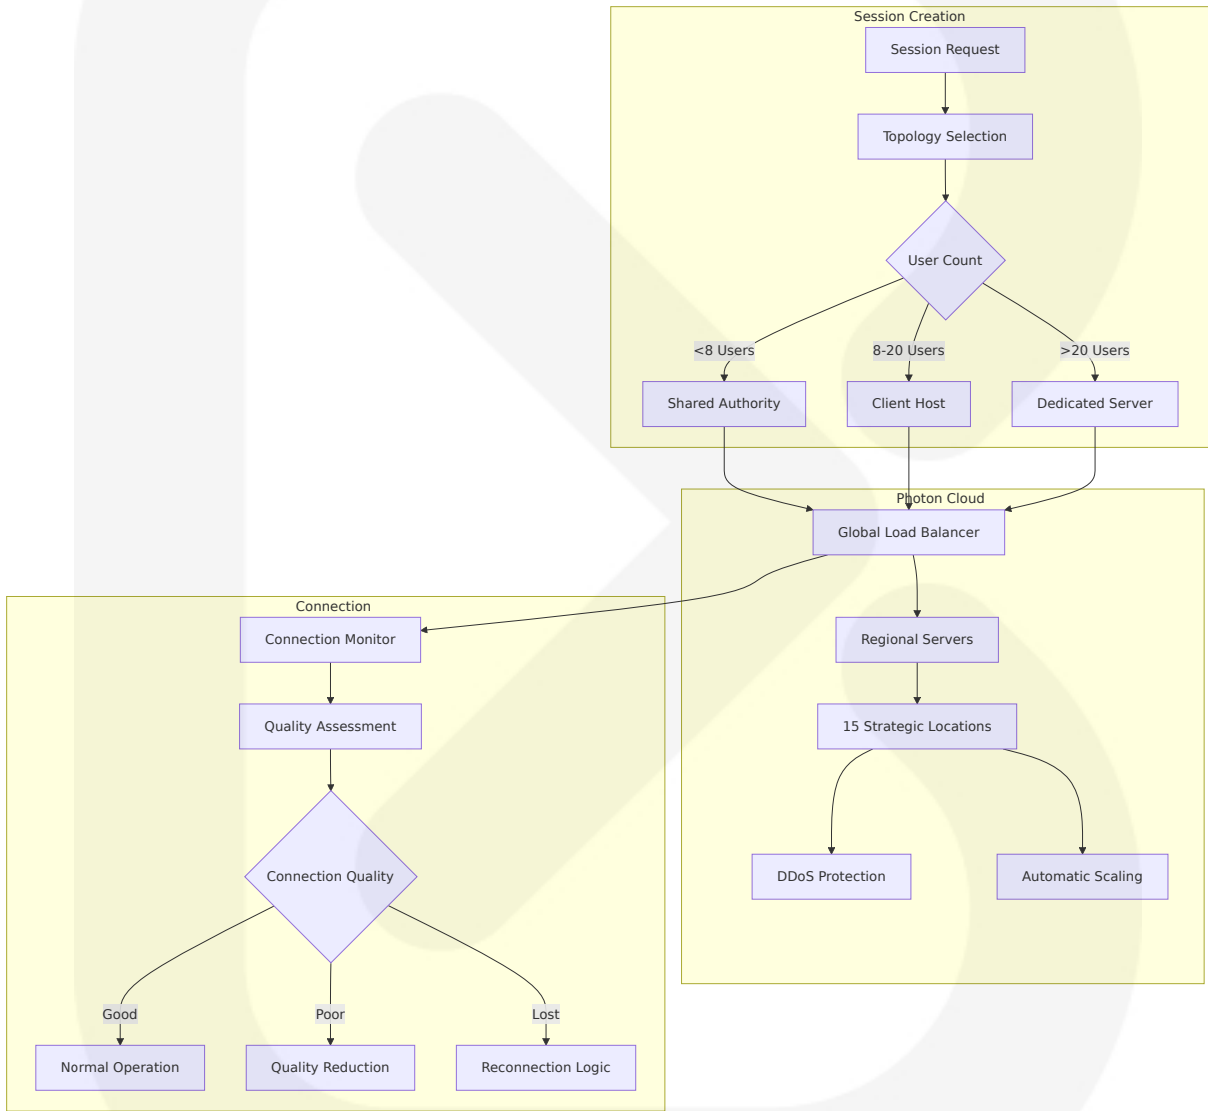 Session Creation
Session Request
Topology Selection
User Count
<8 Users
8-20 Users
>20 Users
Shared Authority
Client Host
Dedicated Server
Photon Cloud
Global Load Balancer
Connection
Connection Monitor
Regional Servers
Quality Assessment
15 Strategic Locations
Connection Quality
DDoS Protection
Automatic Scaling
Good
Poor
Lost
Normal Operation
Quality Reduction
Reconnection Logic